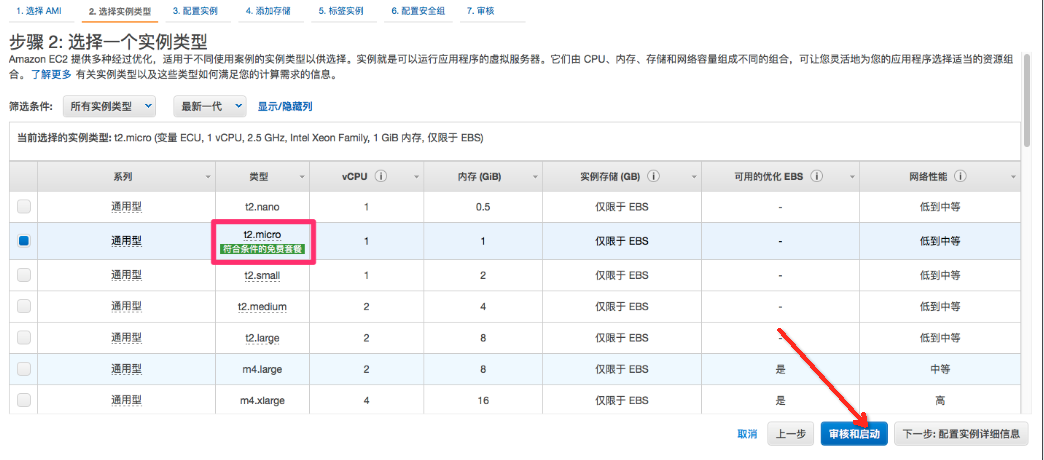 1. 选择 AMI 2. 选择实例类型 3. 配置实例 4. 添加存储 5. 标签实例 6. 配置安全组 7. 审核
步骤 2: 选择一个实例类型
Amazon EC2 提供多种经过优化，适用于不同使用案例的实例类型以供选择。实例就是可以运行应用程序的虚拟服务器。它们由 CPU、内存、存储和网络容量组成不同的组合，可让您灵活地为您的应用程序选择适当的资源组
合。 了解更多 有关实例类型以及这些类型如何满足您的计算需求的信息。
筛选条件: 所有实例类型 最新一代 显示/隐藏列
当前选择的实例类型: t2.micro (变量 ECU, 1 vCPU, 2.5 GHz, Intel Xeon Family, 1 GiB 内存, 仅限于 EBS)
系列 类型 vCPU 内存 (GiB) 实例存储 (GB) 可用的优化 EBS 网络性能
通用型 t2.nano 1 0.5 仅限于 EBS - 低到中等
通用型 t2.micro 1 1 仅限于 EBS - 低到中等
符合条件的免费套餐
通用型 t2.small 1 2 仅限于 EBS - 低到中等
通用型 t2.medium 2 4 仅限于 EBS - 低到中等
通用型 t2.large 2 8 仅限于 EBS - 低到中等
通用型 m4.large 2 8 仅限于 EBS 是 中等
通用型 m4.xlarge 4 16 仅限于 EBS 是 高
取消 上一步 审核和启动 下一步: 配置实例详细信息